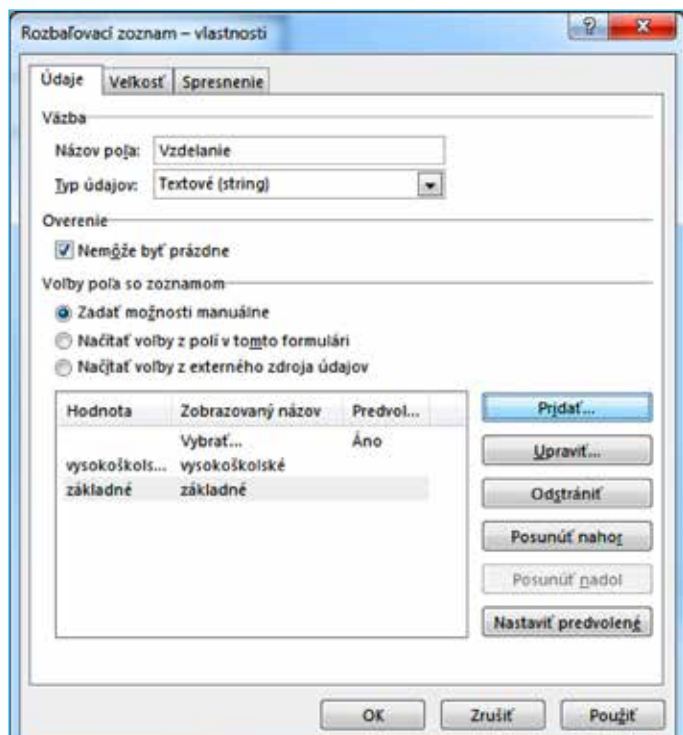 Rozbaľovací zoznam – vlastnosti
Údaje Veľkosť Spresnenie
Väzba
Názov poľa: Vzdelanie
Typ údajov: Textové (string)
Overenie
Nemôže byť prázdne
Voľby poľa so zoznamom
Zadať možnosti manuálne
Načítať voľby z polí v tomto formulári
Načítať voľby z externého zdroja údajov
Hodnota Zobrazovaný názov Predvol...
Vybrať... Áno
vysokoškols... vysokoškolské
základné základné
Pridať...
Upraviť...
Odstrániť
Posunúť nahor
Posunúť nadol
Nastaviť predvolené
OK Zrušiť Použiť